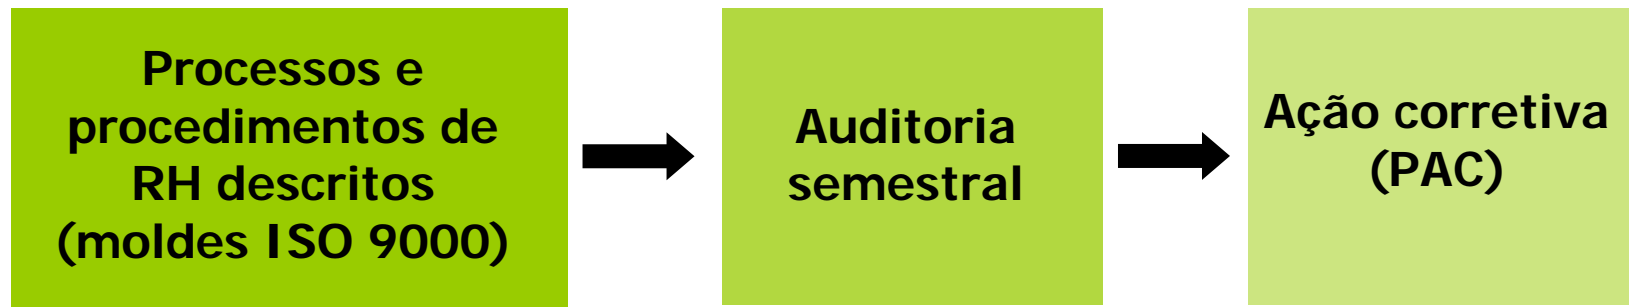 Processos e
procedimentos de
RH descritos
(moldes ISO 9000)
Auditoria
semestral
Ação corretiva
(PAC)